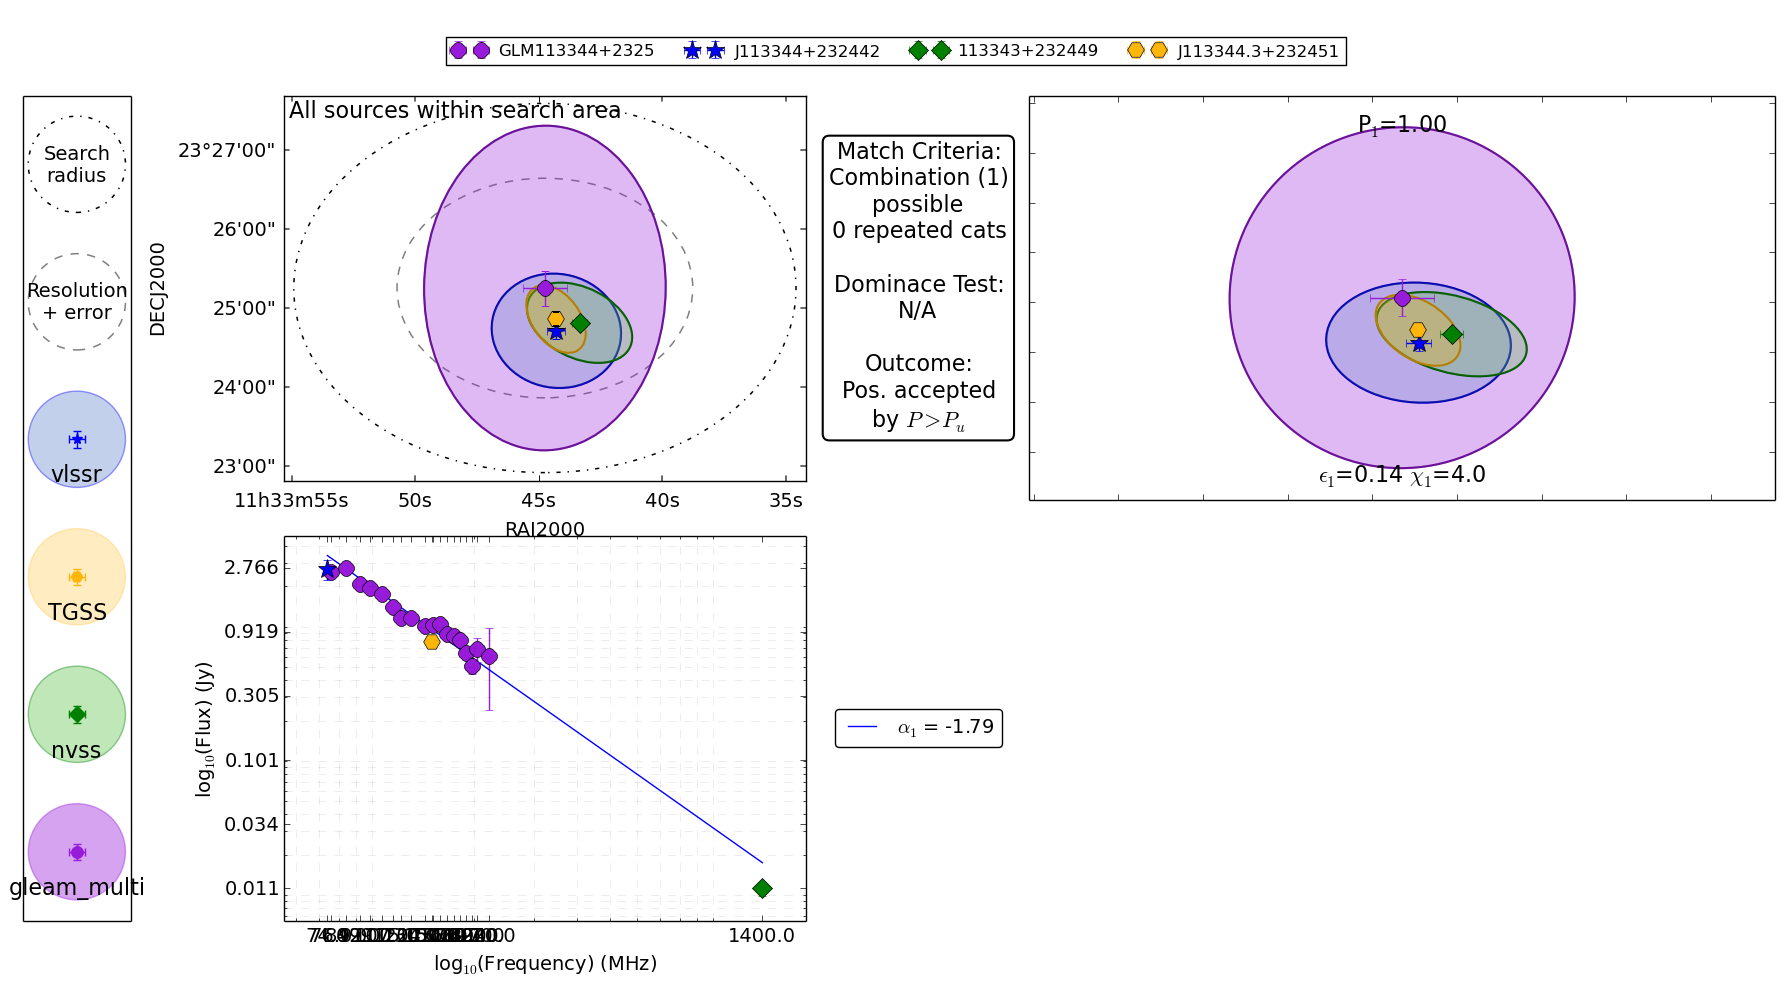 GLM113344+2325 J113344+232442 113343+232449 J113344.3+232451
Search
radius
Resolution
+ error
vlssr
TGSS
nvss
gleam_multi
All sources within search area
DECJ2000
23°27'00"
26'00"
25'00"
24'00"
23'00"
11h33m55s 50s 45s 40s 35s
RAJ2000
Match Criteria:
Combination (1)
possible
0 repeated cats
Dominace Test:
N/A
Outcome:
Pos. accepted
by P>Pu
P1=1.00
ϵ1=0.14 χ1=4.0
log10(Flux) (Jy)
2.766
0.919
0.305
0.101
0.034
0.011
1400.0
log10(Frequency) (MHz)
α1 = -1.79